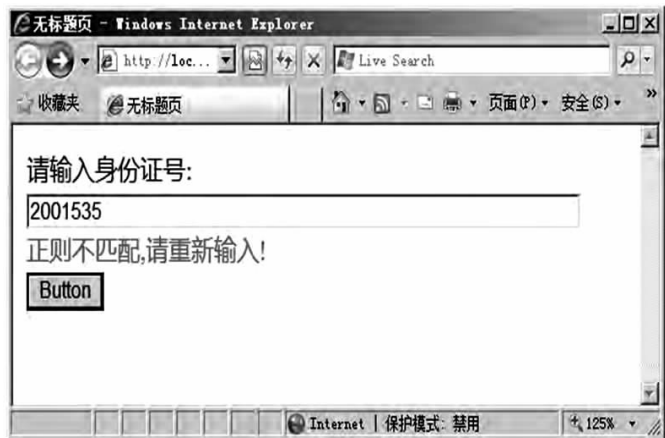 无标题页 - Windows Internet Explorer
http://loc... Live Search
收藏夹 无标题页 页面(P) 安全(S) »
请输入身份证号:
2001535
正则不匹配,请重新输入!
Button
Internet | 保护模式: 禁用 125%